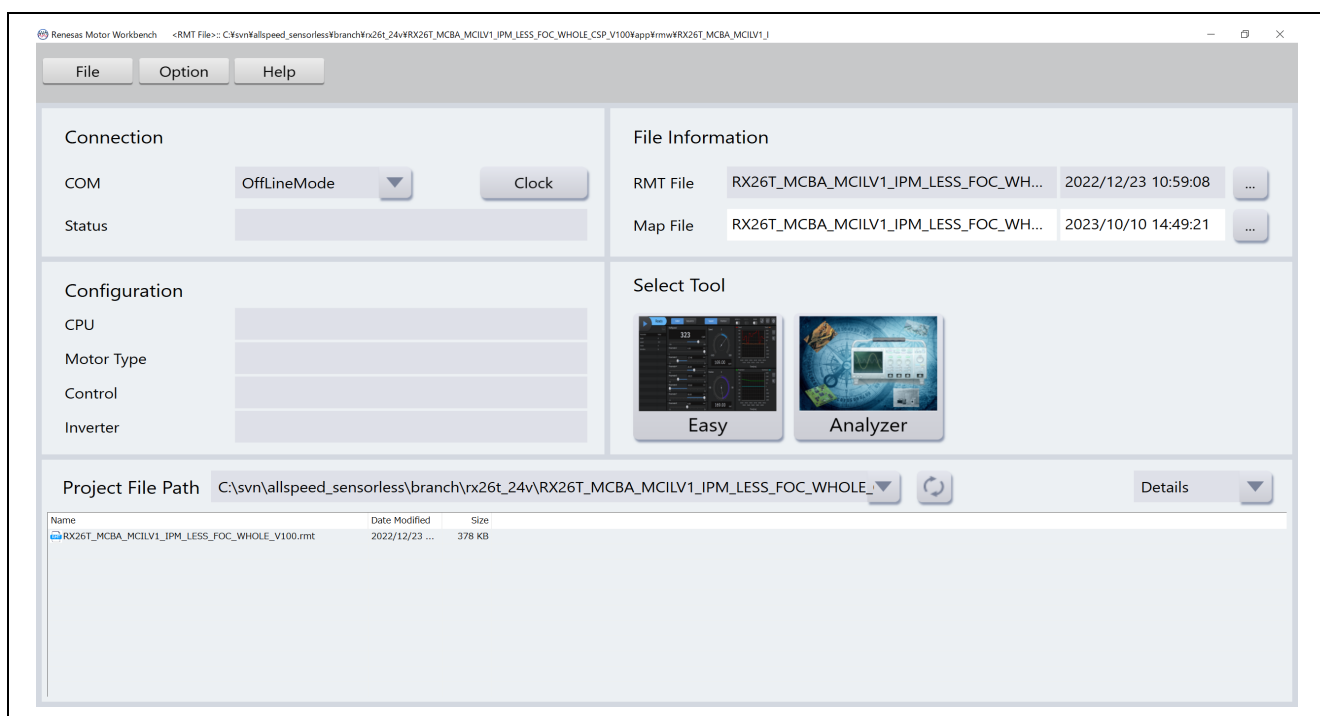 Renesas Motor Workbench <RMT File>:: C:¥svn¥allspeed_sensorless¥branch¥rx26t_24v¥RX26T_MCBA_MCILV1_IPM_LESS_FOC_WHOLE_CSP_V100¥app¥rmw¥RX26T_MCBA_MCILV1_I
File Option Help
Connection
COM OffLineMode Clock
Status
File Information
RMT File RX26T_MCBA_MCILV1_IPM_LESS_FOC_WH... 2022/12/23 10:59:08 ...
Map File RX26T_MCBA_MCILV1_IPM_LESS_FOC_WH... 2023/10/10 14:49:21 ...
Configuration
CPU
Motor Type
Control
Inverter
Select Tool
323
Easy Analyzer
Project File Path C:\svn\allspeed_sensorless\branch\rx26t_24v\RX26T_MCBA_MCILV1_IPM_LESS_FOC_WHOLE_ Details
Name Date Modified Size
RX26T_MCBA_MCILV1_IPM_LESS_FOC_WHOLE_V100.rmt 2022/12/23 ... 378 KB